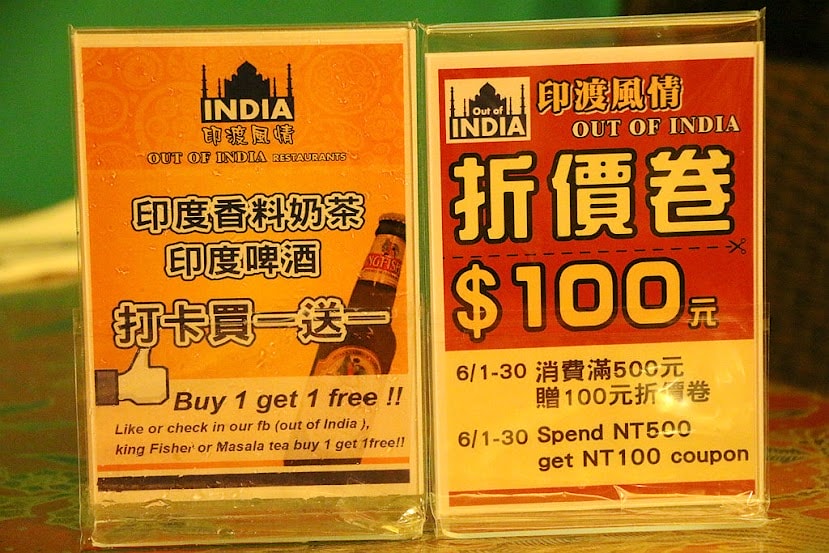 INDIA
印渡風情
OUT OF INDIA RESTAURANTS
印度香料奶茶
印度啤酒
打卡買一送一
Buy 1 get 1 free !!
Like or check in our fb (out of India ),
king Fisher or Masala tea buy 1 get 1free!!
Out of
INDIA
印渡風情
OUT OF INDIA
折價卷
$100元
6/1-30 消費滿500元
贈100元折價卷
6/1-30 Spend NT500
get NT100 coupon